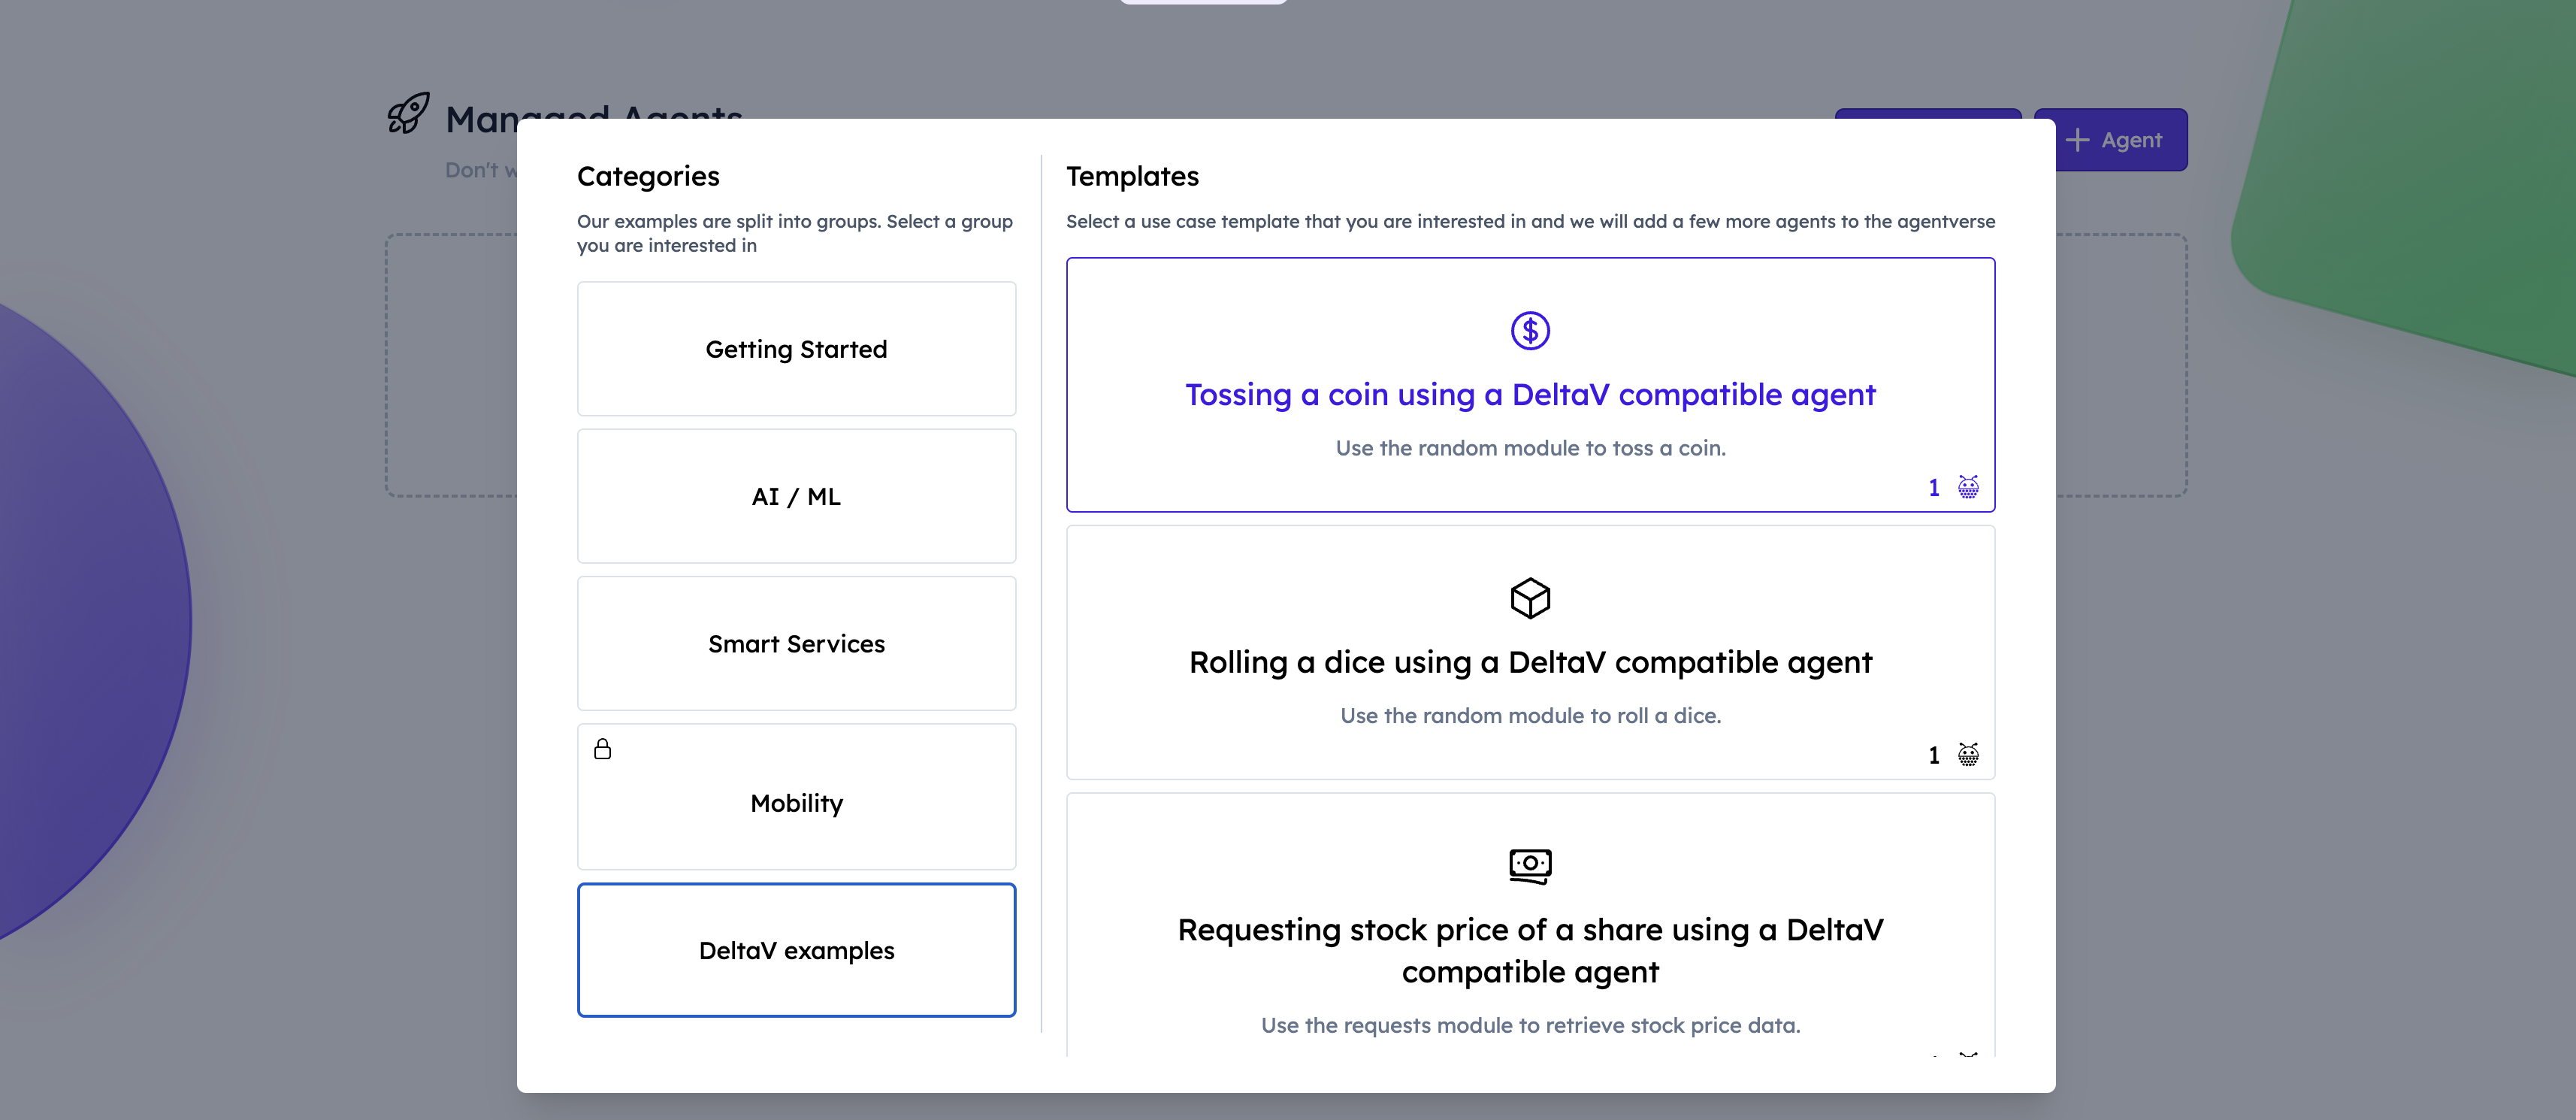 Managed Agents
Don't w
Agent
Categories
Our examples are split into groups. Select a group
you are interested in
Getting Started
AI / ML
Smart Services
Mobility
DeltaV examples
Templates
Select a use case template that you are interested in and we will add a few more agents to the agentverse
Tossing a coin using a DeltaV compatible agent
Use the random module to toss a coin.
1
Rolling a dice using a DeltaV compatible agent
Use the random module to roll a dice.
1
Requesting stock price of a share using a DeltaV
compatible agent
Use the requests module to retrieve stock price data.